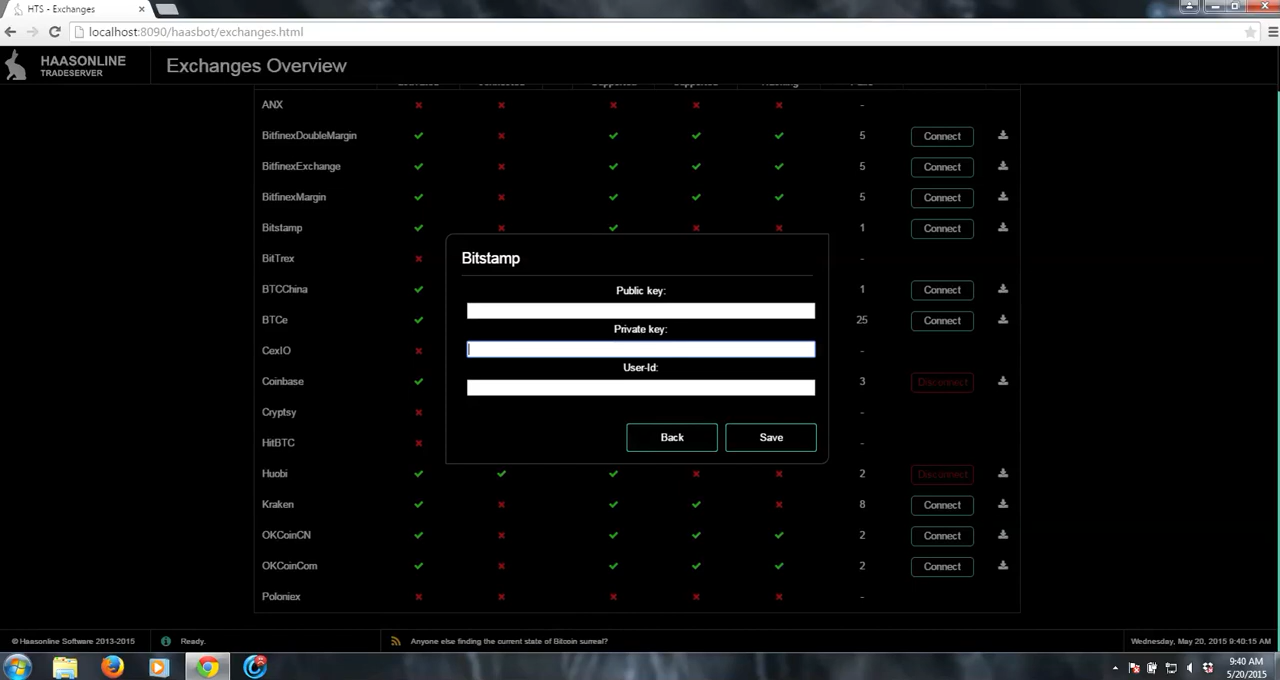 HTS - Exchanges
localhost:8090/haasbot/exchanges.html
HAASONLINE
TRADESERVER
Exchanges Overview
ANX -
BitfinexDoubleMargin 5 Connect
BitfinexExchange 5 Connect
BitfinexMargin 5 Connect
Bitstamp 1 Connect
BitTrex -
BTCChina 1 Connect
BTCe 25 Connect
CexIO -
Coinbase 3 Disconnect
Cryptsy -
HitBTC -
Huobi 2 Disconnect
Kraken 8 Connect
OKCoinCN 2 Connect
OKCoinCom 2 Connect
Poloniex -
Bitstamp
Public key:
Private key:
User-Id:
Back Save
© Haasonline Software 2013-2015 Ready. Anyone else finding the current state of Bitcoin surreal? Wednesday, May 20, 2015 9:40:15 AM
9:40 AM
5/20/2015